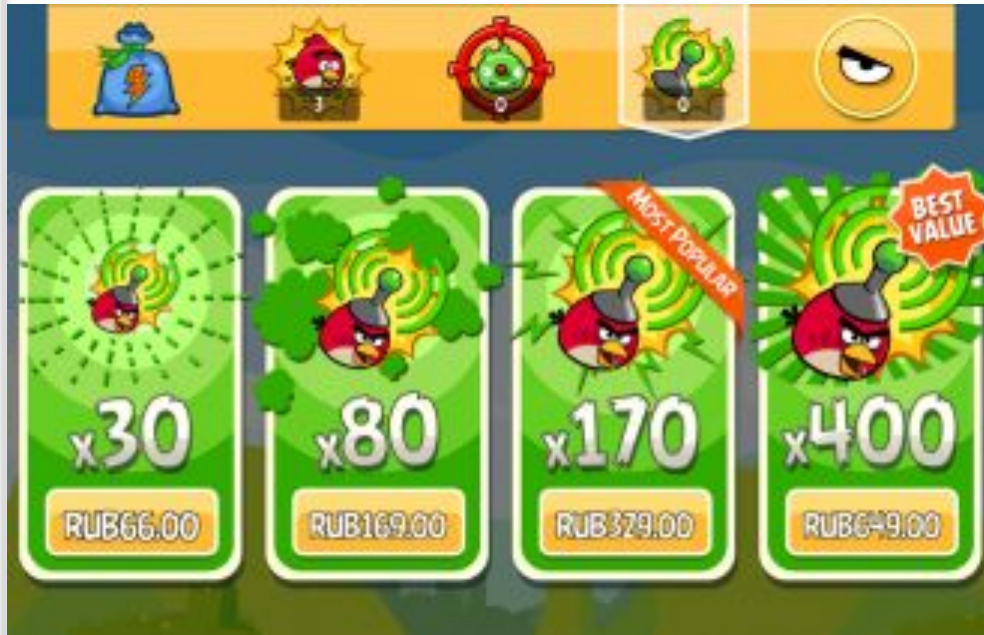 3
0
0
MOST POPULAR
BEST
VALUE
x30
x80
x170
x400
RUB66.00
RUB169.00
RUB329.00
RUB649.00